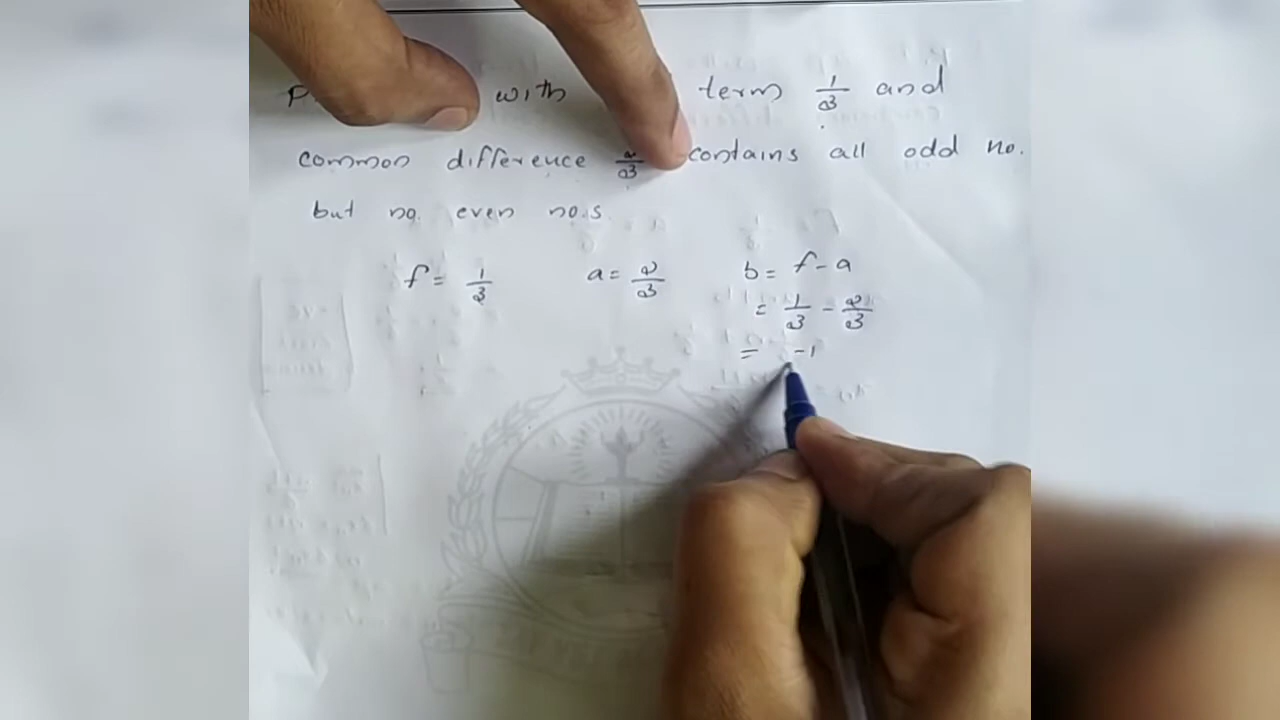 with term 1/3 and
common difference 2/3 contains all odd no.
but no even nos.
f = 1/3 a = 2/3 b = f - a
= 1/3 - 2/3
= -1